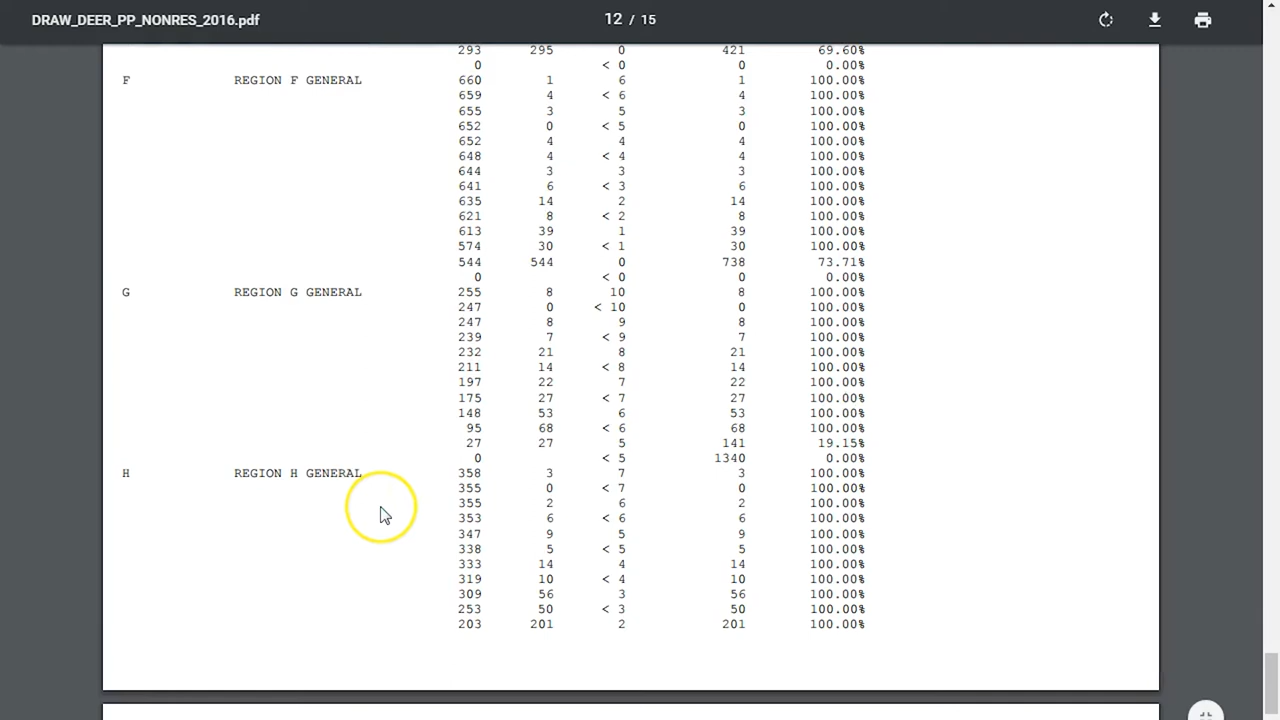 DRAW_DEER_PP_NONRES_2016.pdf 12 / 15
293 295 0 421 69.60%
0 < 0 0 0.00%
F REGION F GENERAL 660 1 6 1 100.00%
659 4 < 6 4 100.00%
655 3 5 3 100.00%
652 0 < 5 0 100.00%
652 4 4 4 100.00%
648 4 < 4 4 100.00%
644 3 3 3 100.00%
641 6 < 3 6 100.00%
635 14 2 14 100.00%
621 8 < 2 8 100.00%
613 39 1 39 100.00%
574 30 < 1 30 100.00%
544 544 0 738 73.71%
0 < 0 0 0.00%
G REGION G GENERAL 255 8 10 8 100.00%
247 0 < 10 0 100.00%
247 8 9 8 100.00%
239 7 < 9 7 100.00%
232 21 8 21 100.00%
211 14 < 8 14 100.00%
197 22 7 22 100.00%
175 27 < 7 27 100.00%
148 53 6 53 100.00%
95 68 < 6 68 100.00%
27 27 5 141 19.15%
0 < 5 1340 0.00%
H REGION H GENERAL 358 3 7 3 100.00%
355 0 < 7 0 100.00%
355 2 6 2 100.00%
353 6 < 6 6 100.00%
347 9 5 9 100.00%
338 5 < 5 5 100.00%
333 14 4 14 100.00%
319 10 < 4 10 100.00%
309 56 3 56 100.00%
253 50 < 3 50 100.00%
203 201 2 201 100.00%